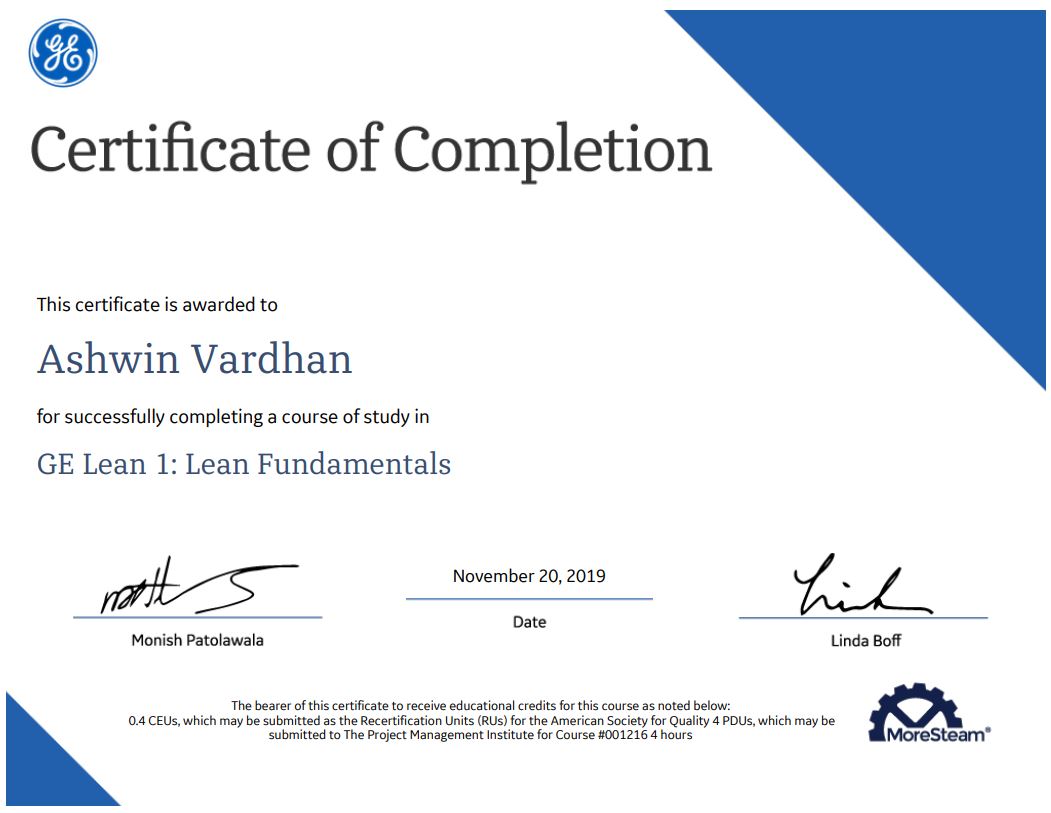 GE
Certificate of Completion
This certificate is awarded to
Ashwin Vardhan
for successfully completing a course of study in
GE Lean 1: Lean Fundamentals
November 20, 2019
Monish Patolawala
Date
Linda Boff
The bearer of this certificate to receive educational credits for this course as noted below:
0.4 CEUs, which may be submitted as the Recertification Units (RUs) for the American Society for Quality 4 PDUs, which may be
submitted to The Project Management Institute for Course #001216 4 hours
MoreSteam®